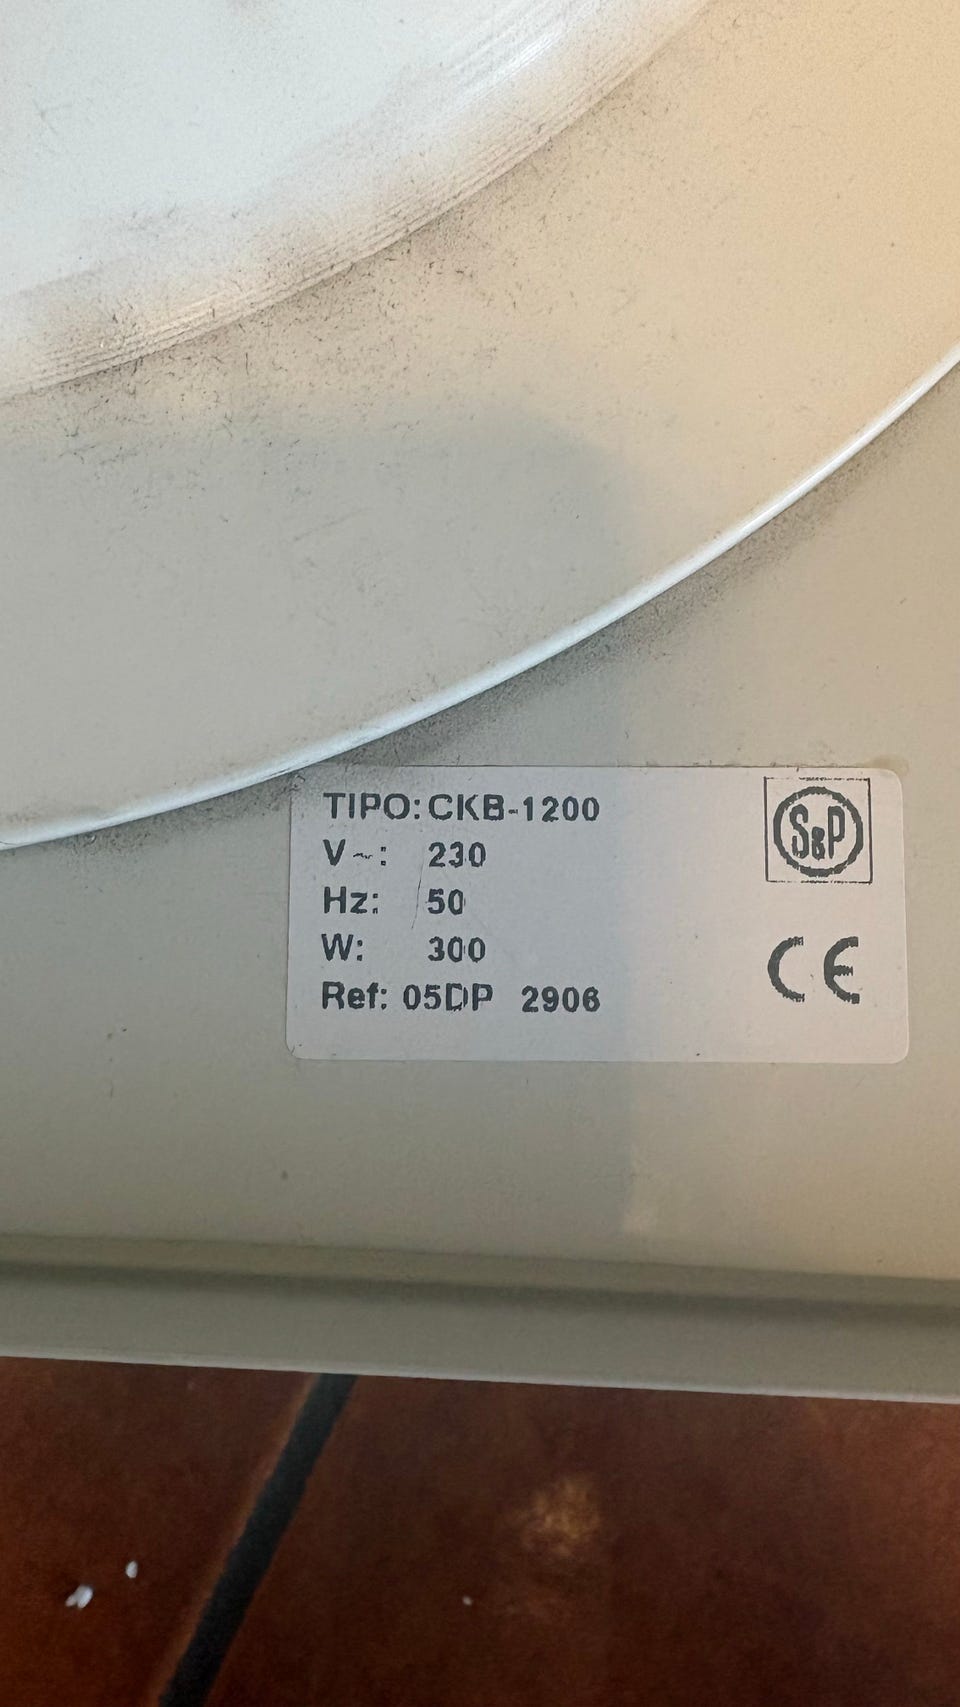 TIPO: CKB-1200
V~: 230
Hz: 50
W: 300
Ref: 05DP 2906
S&P
CE